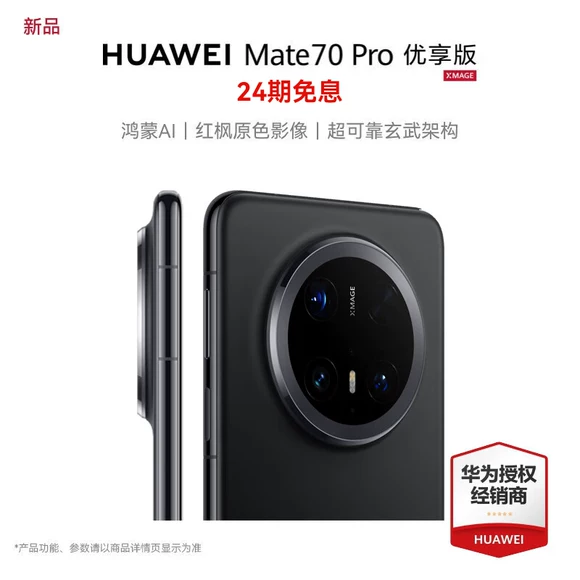 新品
HUAWEI Mate70 Pro 优享版
XMAGE
24期免息
鸿蒙AI | 红枫原色影像 | 超可靠玄武架构
XMAGE
华为授权
经销商
HUAWEI
*产品功能、参数请以商品详情页显示为准